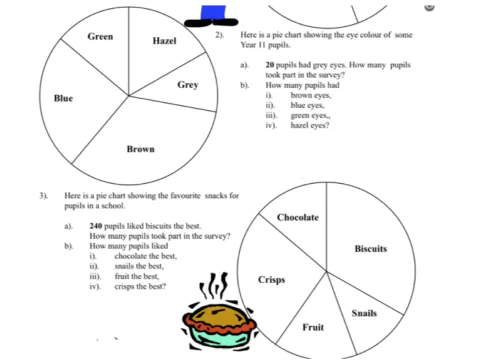 Green
Hazel
Grey
Blue
Brown
2). Here is a pie chart showing the eye colour of some
Year 11 pupils.
a). 20 pupils had grey eyes. How many pupils
took part in the survey?
b). How many pupils had
i). brown eyes,
ii). blue eyes,
iii). green eyes,,
iv). hazel eyes?
3). Here is a pie chart showing the favourite snacks for
pupils in a school.
a). 240 pupils liked biscuits the best.
How many pupils took part in the survey?
b). How many pupils liked
i). chocolate the best,
ii). snails the best,
iii). fruit the best,
iv). crisps the best?
Chocolate
Biscuits
Crisps
Snails
Fruit